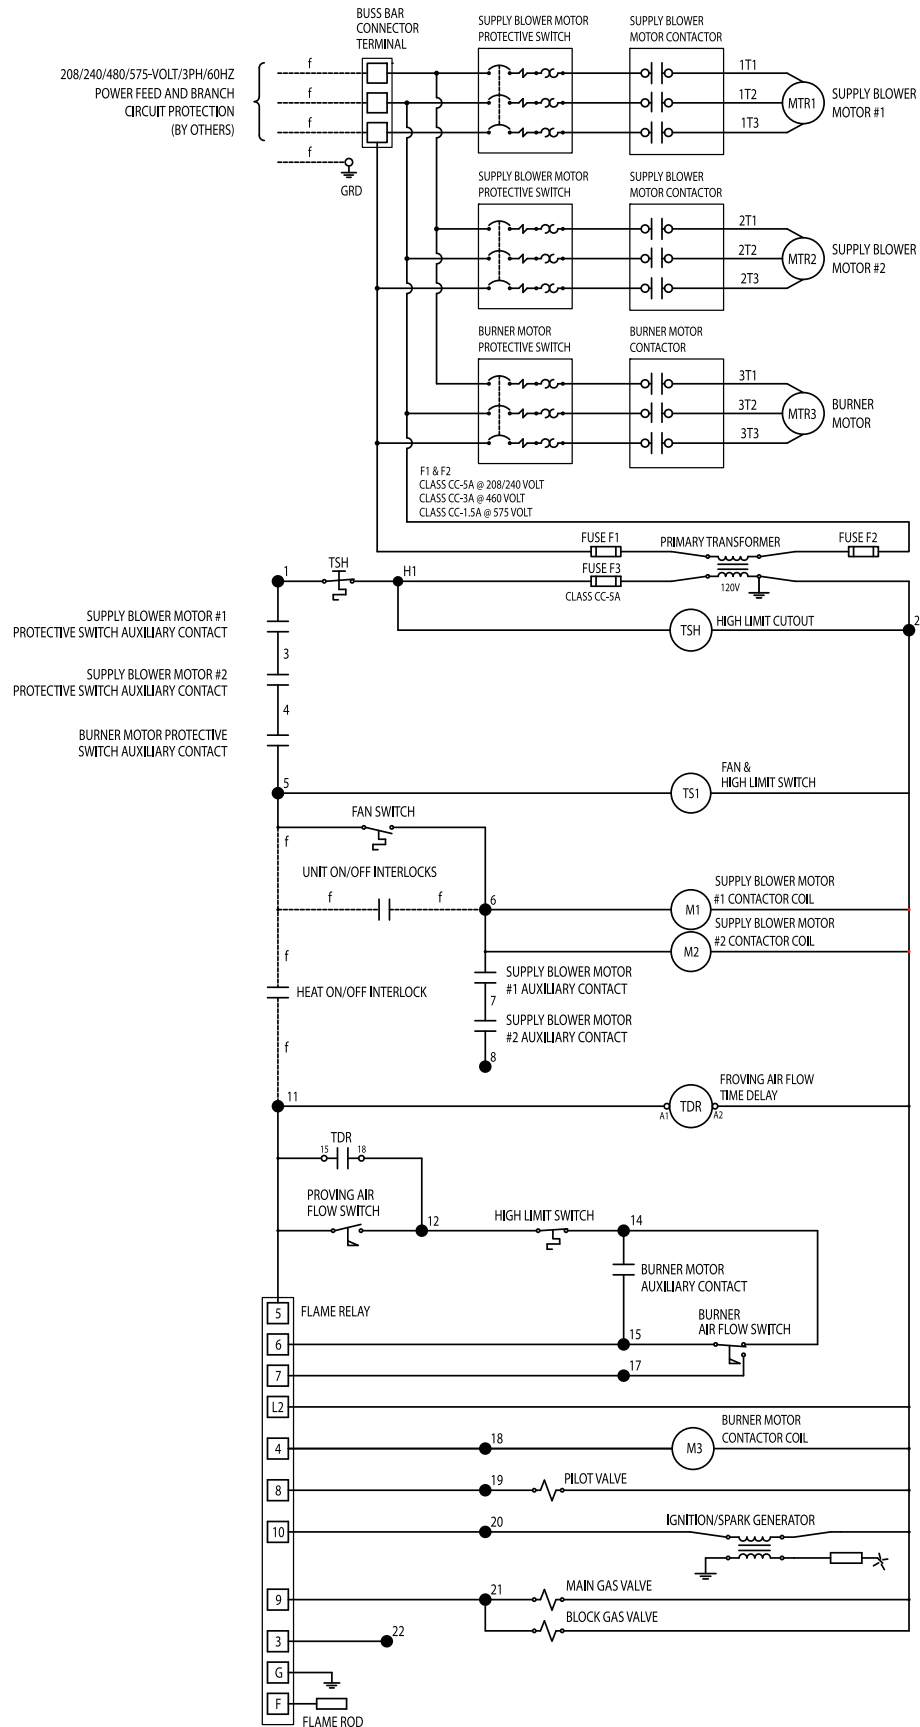 BUSS BAR
CONNECTOR
TERMINAL
SUPPLY BLOWER MOTOR
PROTECTIVE SWITCH
SUPPLY BLOWER
MOTOR CONTACTOR
208/240/480/575-VOLT/3PH/60HZ
POWER FEED AND BRANCH
CIRCUIT PROTECTION
(BY OTHERS)
f
f
f
f
GRD
1T1
1T2
1T3
MTR1
SUPPLY BLOWER
MOTOR #1
SUPPLY BLOWER MOTOR
PROTECTIVE SWITCH
SUPPLY BLOWER
MOTOR CONTACTOR
2T1
2T2
2T3
MTR2
SUPPLY BLOWER
MOTOR #2
BURNER MOTOR
PROTECTIVE SWITCH
BURNER MOTOR
CONTACTOR
3T1
3T2
3T3
MTR3
BURNER
MOTOR
F1 & F2
CLASS CC-5A @ 208/240 VOLT
CLASS CC-3A @ 460 VOLT
CLASS CC-1.5A @ 575 VOLT
FUSE F1
PRIMARY TRANSFORMER
FUSE F2
1
TSH
H1
FUSE F3
CLASS CC-5A
120V
TSH
HIGH LIMIT CUTOUT
2
SUPPLY BLOWER MOTOR #1
PROTECTIVE SWITCH AUXILIARY CONTACT
3
SUPPLY BLOWER MOTOR #2
PROTECTIVE SWITCH AUXILIARY CONTACT
4
BURNER MOTOR PROTECTIVE
SWITCH AUXILIARY CONTACT
5
TS1
FAN &
HIGH LIMIT SWITCH
FAN SWITCH
f
UNIT ON/OFF INTERLOCKS
f
f
6
M1
SUPPLY BLOWER MOTOR
#1 CONTACTOR COIL
M2
SUPPLY BLOWER MOTOR
#2 CONTACTOR COIL
f
SUPPLY BLOWER MOTOR
#1 AUXILIARY CONTACT
HEAT ON/OFF INTERLOCK
7
SUPPLY BLOWER MOTOR
#2 AUXILIARY CONTACT
f
8
11
A1
TDR
A2
FROVING AIR FLOW
TIME DELAY
TDR
15
18
PROVING AIR
FLOW SWITCH
12
HIGH LIMIT SWITCH
14
BURNER MOTOR
AUXILIARY CONTACT
5
FLAME RELAY
BURNER
AIR FLOW SWITCH
6
15
7
17
L2
4
18
M3
BURNER MOTOR
CONTACTOR COIL
8
19
PILOT VALVE
10
20
IGNITION/SPARK GENERATOR
9
21
MAIN GAS VALVE
BLOCK GAS VALVE
3
22
G
F
FLAME ROD